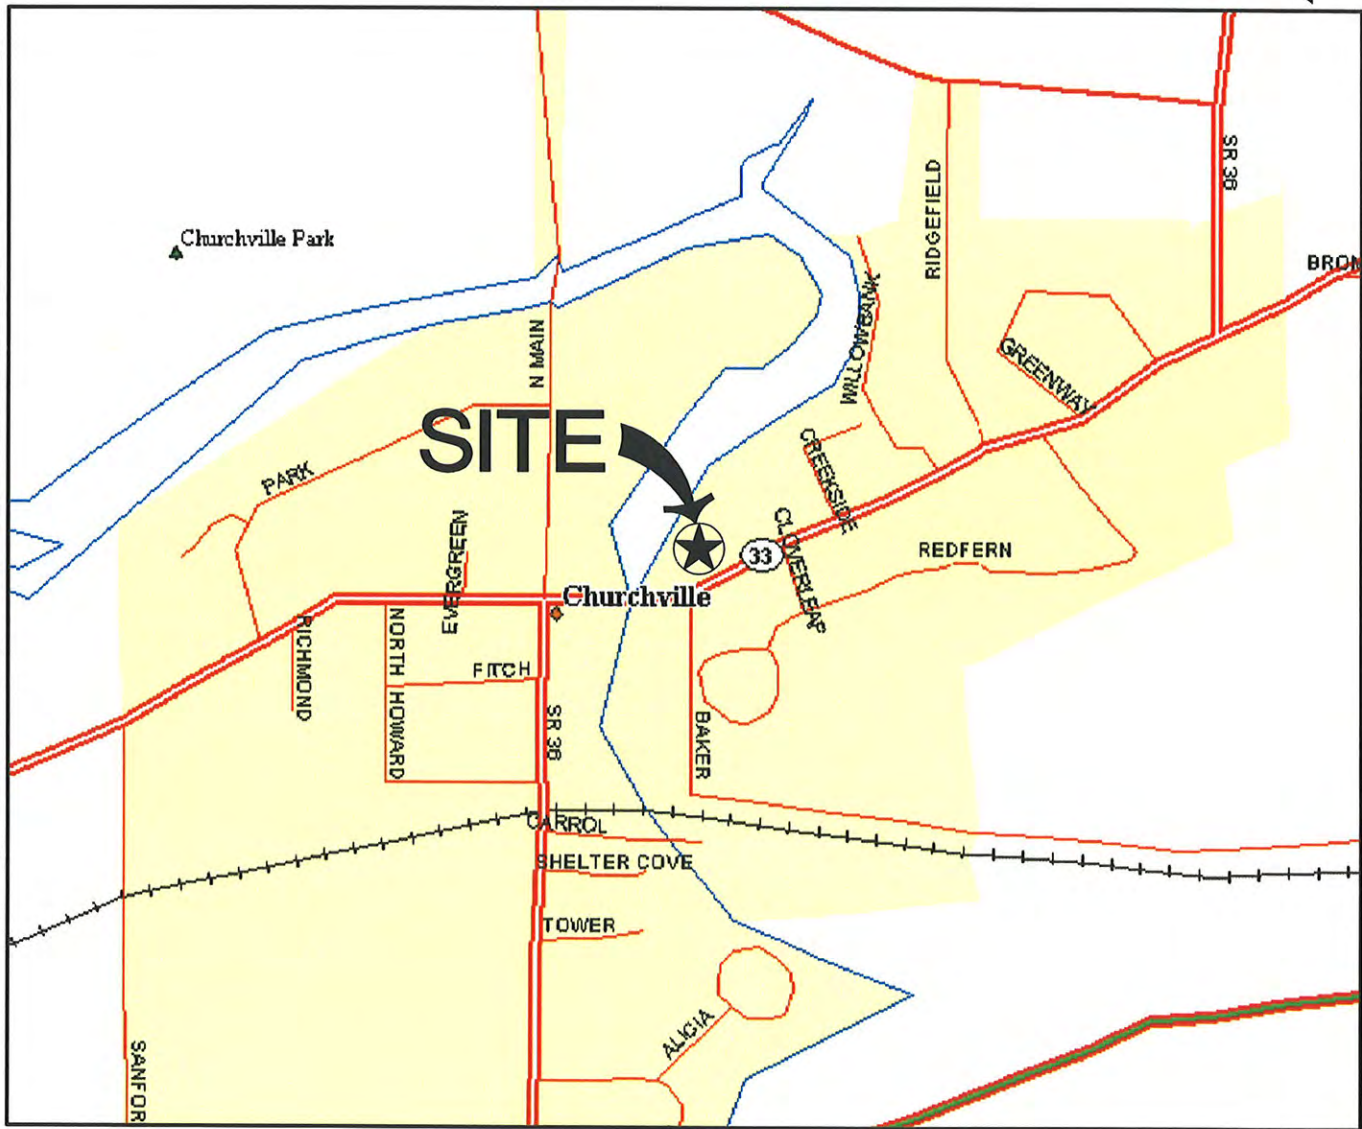 SR 36
Churchville Park
RIDGEFIELD
BRON
WILLOWBANK
N MAIN
GREENWAY
SITE
PARK
CREEKSIDE
EVERGREEN
CLOVERLEAF
33
REDFERN
Churchville
RICHMOND
NORTH HOWARD
FITCH
SR 36
BAKER
CARROL
SHELTER COVE
TOWER
ALICIA
SANFOR